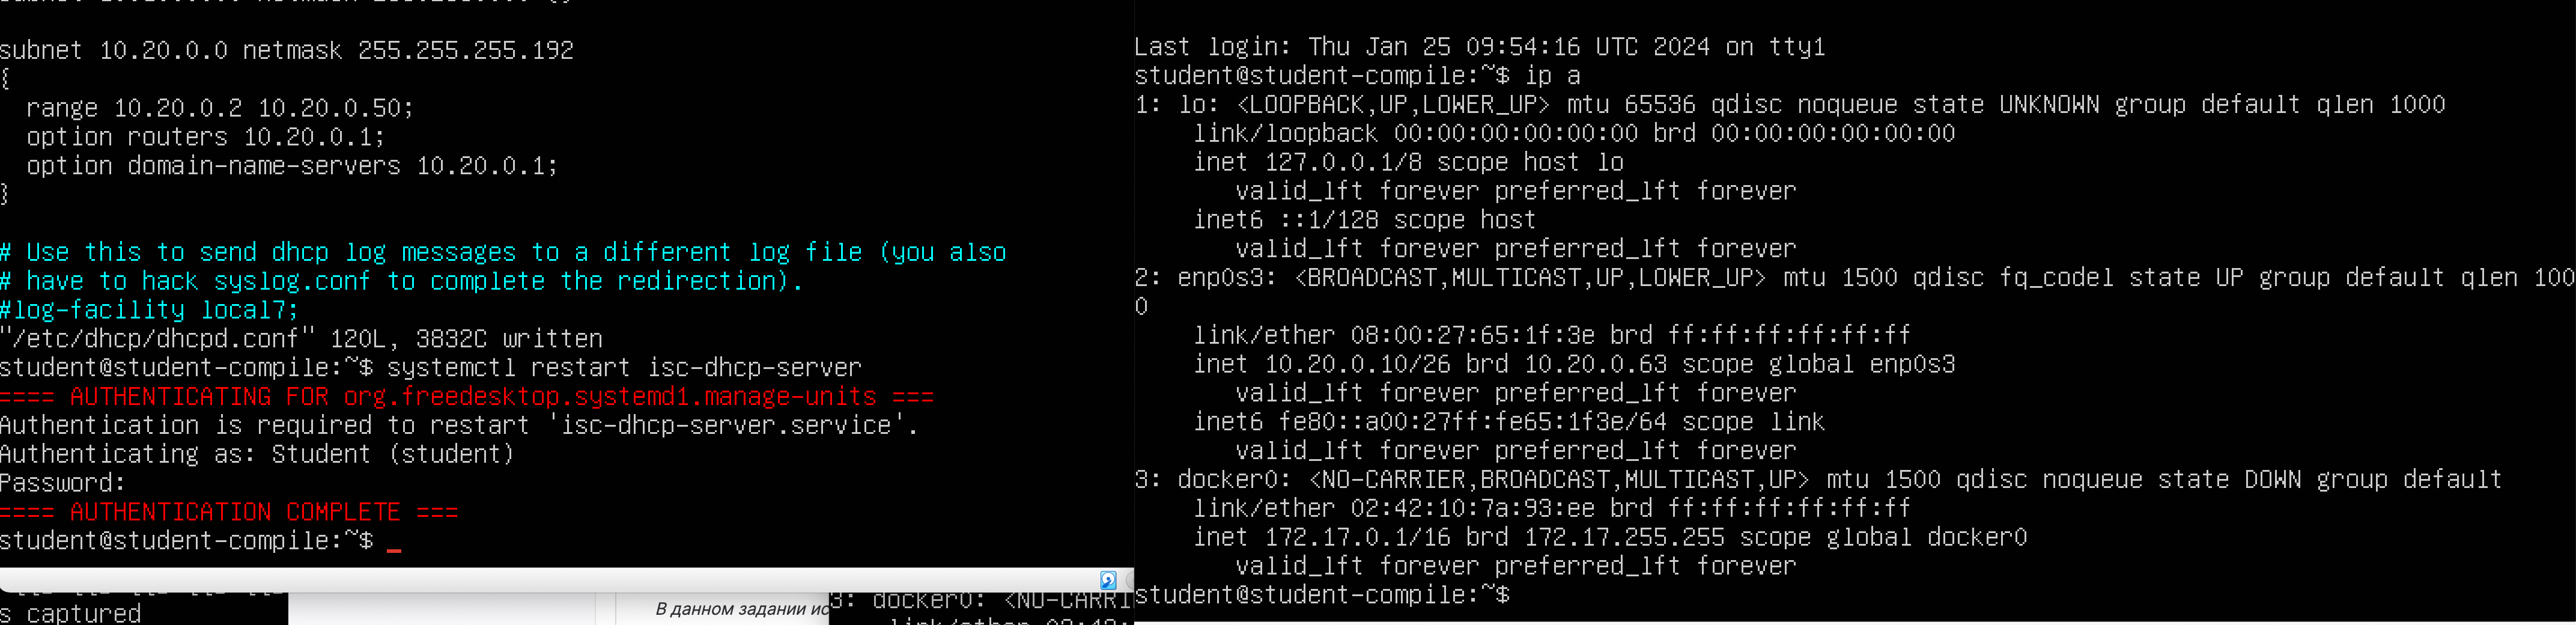 subnet 10.20.0.0 netmask 255.255.255.192
{
  range 10.20.0.2 10.20.0.50;
  option routers 10.20.0.1;
  option domain-name-servers 10.20.0.1;
}
# Use this to send dhcp log messages to a different log file (you also
# have to hack syslog.conf to complete the redirection).
#log-facility local7;
"/etc/dhcp/dhcpd.conf" 120L, 3832C written
student@student-compile:~$ systemctl restart isc-dhcp-server
==== AUTHENTICATING FOR org.freedesktop.systemd1.manage-units ===
Authentication is required to restart 'isc-dhcp-server.service'.
Authenticating as: Student (student)
Password:
==== AUTHENTICATION COMPLETE ===
student@student-compile:~$
s captured
В данном задании ис
3: docker0: <NO-CARRI
Last login: Thu Jan 25 09:54:16 UTC 2024 on tty1
student@student-compile:~$ ip a
1: lo: <LOOPBACK,UP,LOWER_UP> mtu 65536 qdisc noqueue state UNKNOWN group default qlen 1000
    link/loopback 00:00:00:00:00:00 brd 00:00:00:00:00:00
    inet 127.0.0.1/8 scope host lo
       valid_lft forever preferred_lft forever
    inet6 ::1/128 scope host
       valid_lft forever preferred_lft forever
2: enp0s3: <BROADCAST,MULTICAST,UP,LOWER_UP> mtu 1500 qdisc fq_codel state UP group default qlen 100
0
    link/ether 08:00:27:65:1f:3e brd ff:ff:ff:ff:ff:ff
    inet 10.20.0.10/26 brd 10.20.0.63 scope global enp0s3
       valid_lft forever preferred_lft forever
    inet6 fe80::a00:27ff:fe65:1f3e/64 scope link
       valid_lft forever preferred_lft forever
3: docker0: <NO-CARRIER,BROADCAST,MULTICAST,UP> mtu 1500 qdisc noqueue state DOWN group default
    link/ether 02:42:10:7a:93:ee brd ff:ff:ff:ff:ff:ff
    inet 172.17.0.1/16 brd 172.17.255.255 scope global docker0
       valid_lft forever preferred_lft forever
student@student-compile:~$